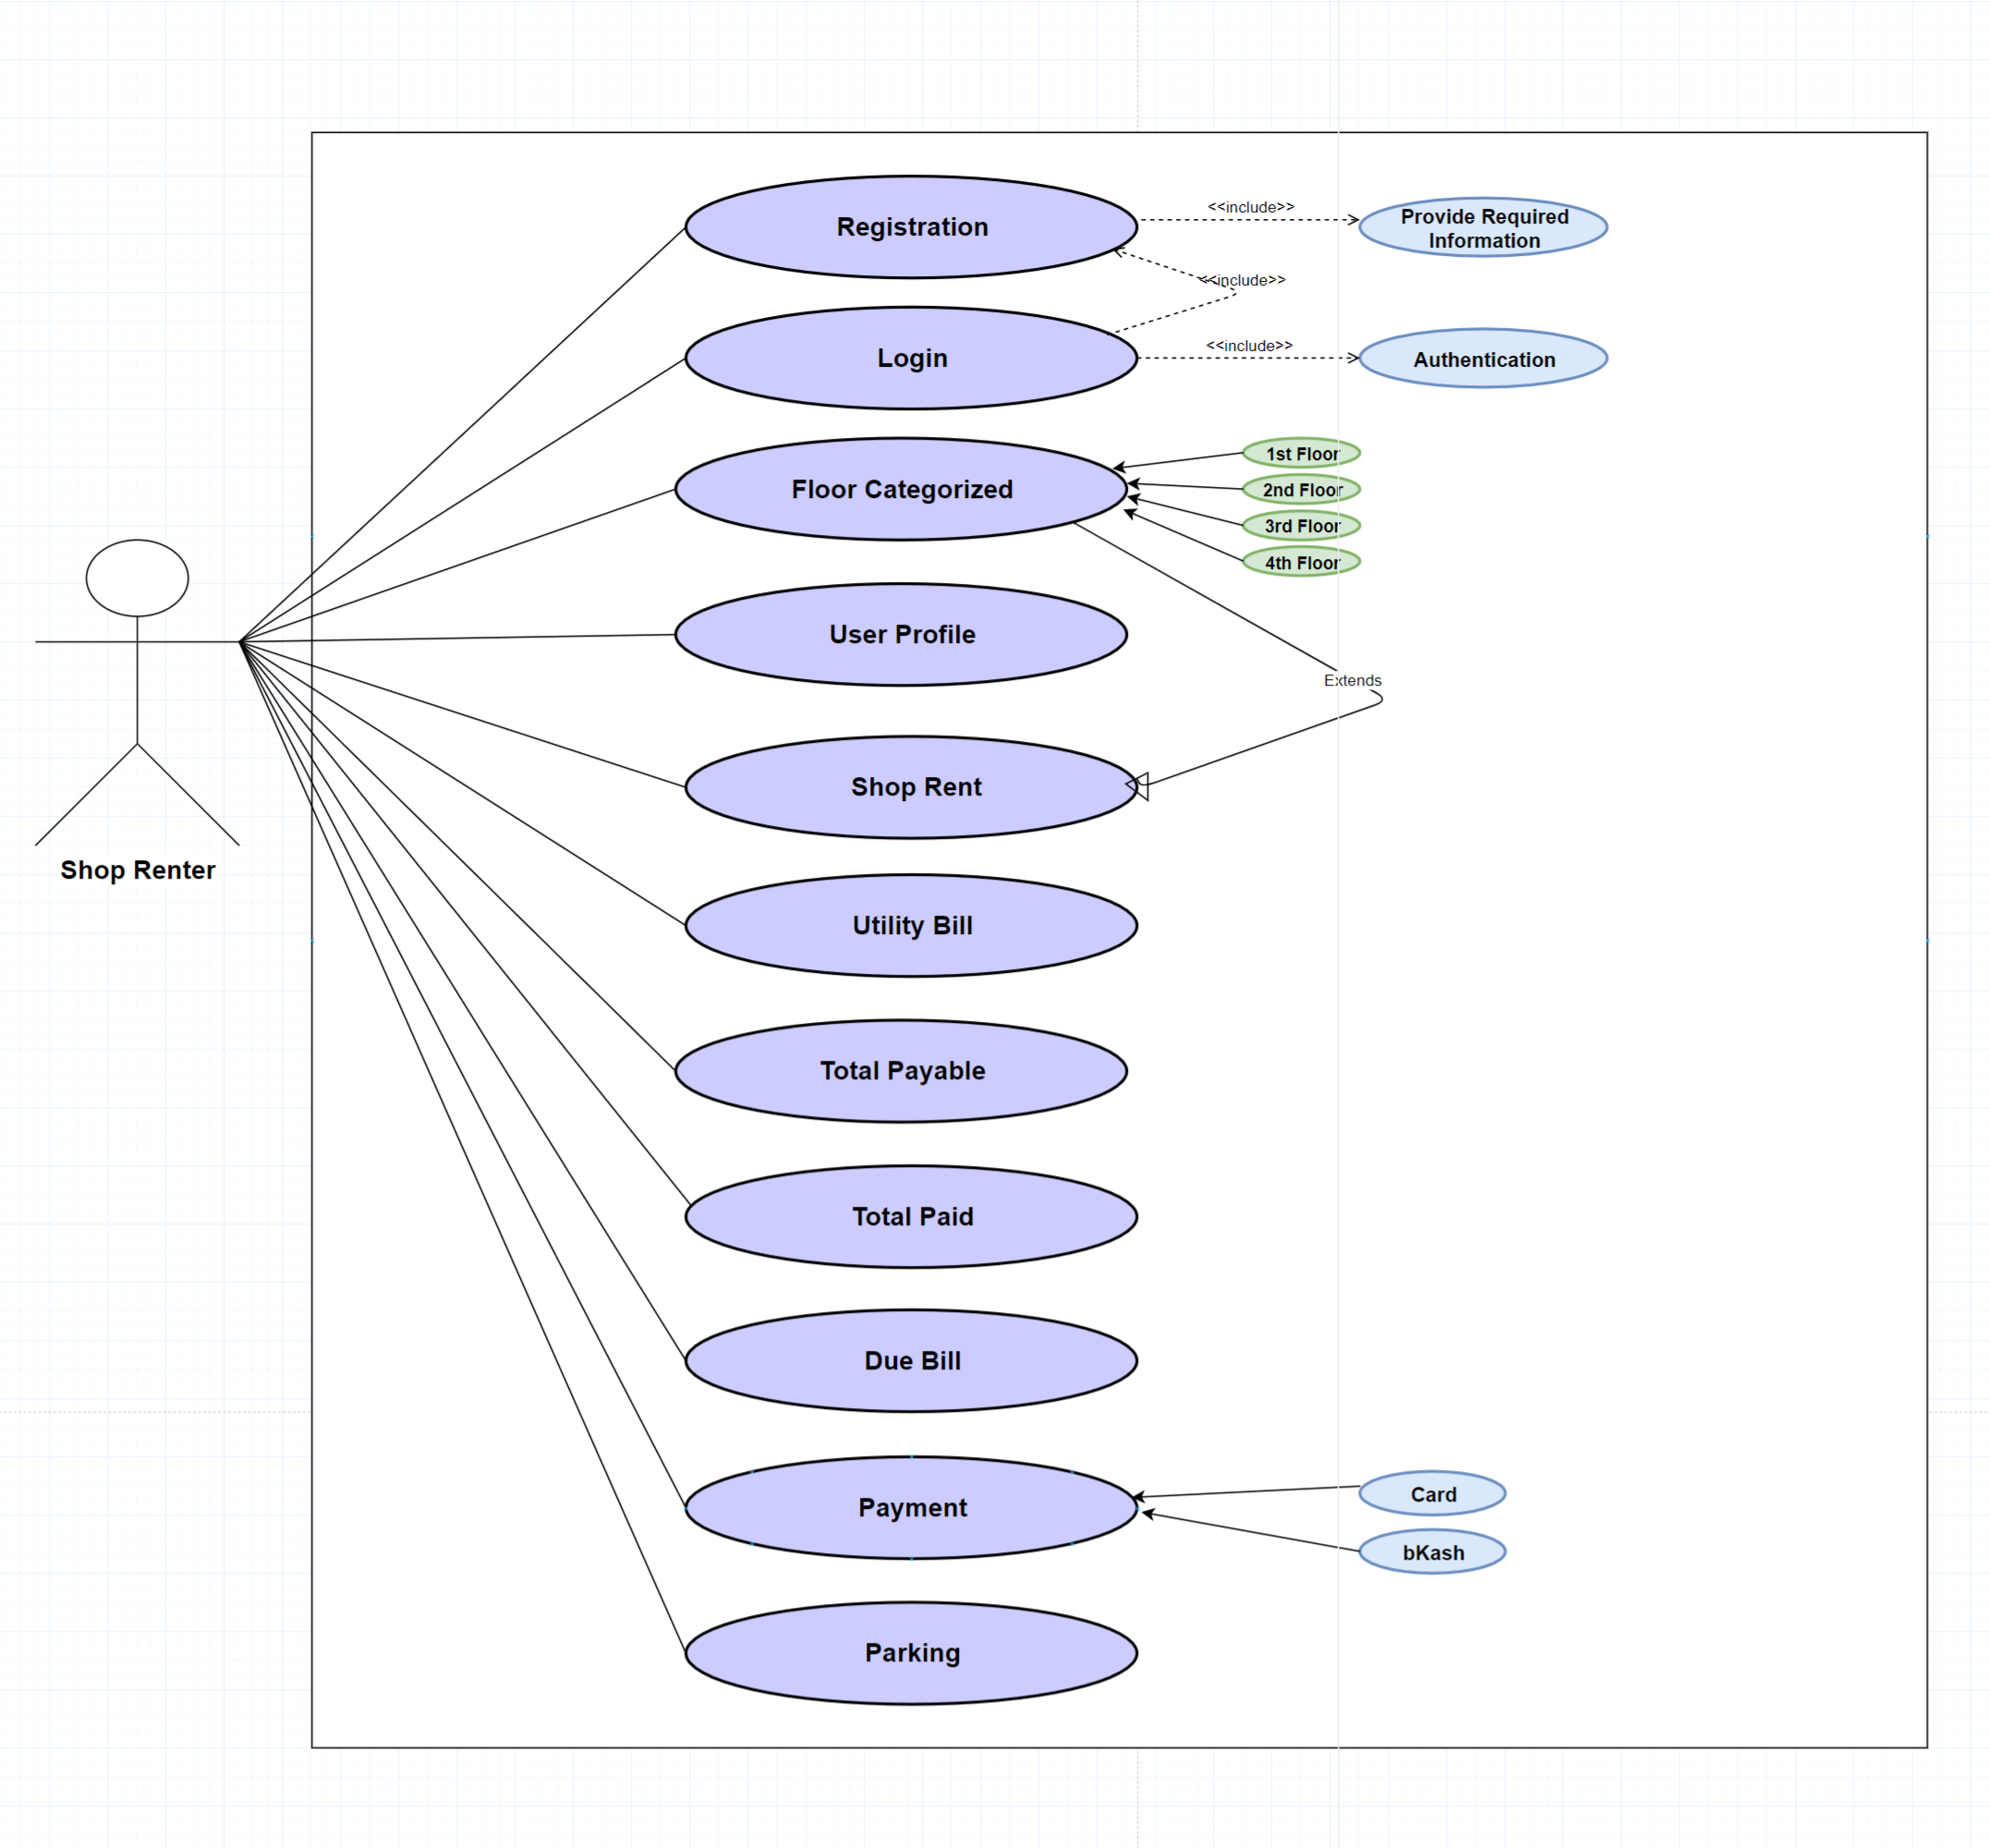 Registration
<<include>>
Provide Required
Information
<<include>>
Login
<<include>>
Authentication
Floor Categorized
1st Floor
2nd Floor
3rd Floor
4th Floor
User Profile
Extends
Shop Rent
Shop Renter
Utility Bill
Total Payable
Total Paid
Due Bill
Payment
Card
bKash
Parking